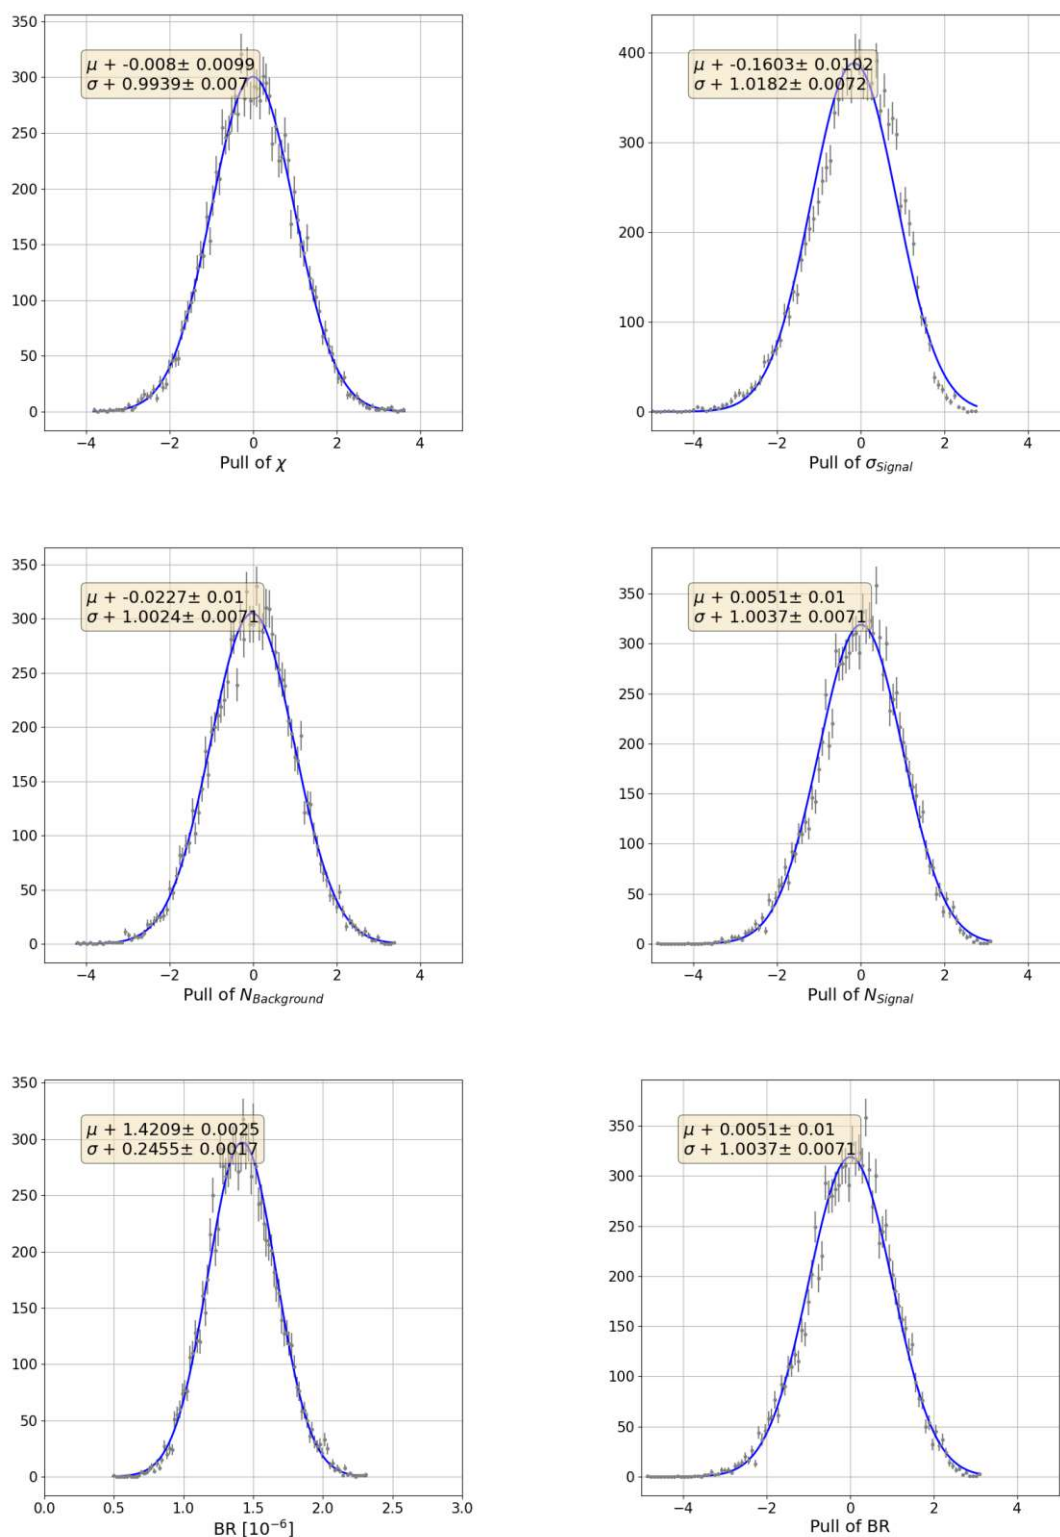 350
300
250
200
150
100
50
0
μ + -0.008± 0.0099
σ + 0.9939± 0.007
−4 −2 0 2 4
Pull of χ
400
300
200
100
0
μ + -0.1603± 0.0102
σ + 1.0182± 0.0072
−4 −2 0 2 4
Pull of σSignal
350
300
250
200
150
100
50
0
μ + -0.0227± 0.01
σ + 1.0024± 0.0071
−4 −2 0 2 4
Pull of NBackground
350
300
250
200
150
100
50
0
μ + 0.0051± 0.01
σ + 1.0037± 0.0071
−4 −2 0 2 4
Pull of NSignal
350
300
250
200
150
100
50
0
μ + 1.4209± 0.0025
σ + 0.2455± 0.0017
0.0 0.5 1.0 1.5 2.0 2.5 3.0
BR [10⁻⁶]
350
300
250
200
150
100
50
0
μ + 0.0051± 0.01
σ + 1.0037± 0.0071
−4 −2 0 2 4
Pull of BR